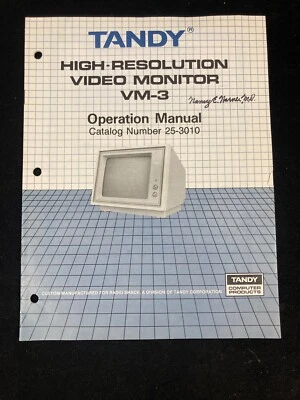 TANDY®
HIGH-RESOLUTION
VIDEO MONITOR
VM-3
Operation Manual
Catalog Number 25-3010
CUSTOM MANUFACTURED FOR RADIO SHACK, A DIVISION OF TANDY CORPORATION
TANDY
COMPUTER
PRODUCTS